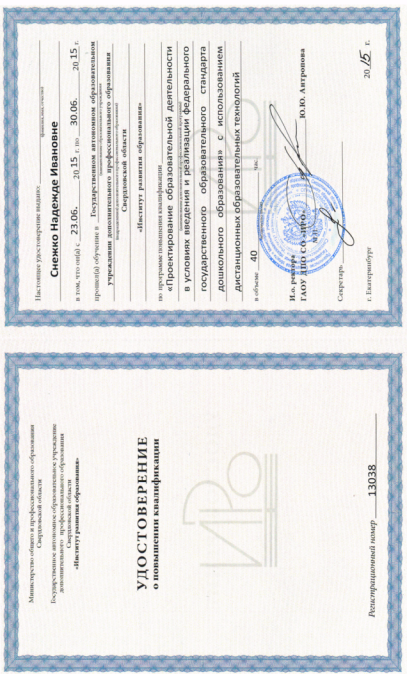 Министерство общего и профессионального образования
Свердловской области
Государственное автономное образовательное учреждение
дополнительного профессионального образования
Свердловской области
«Институт развития образования»
УДОСТОВЕРЕНИЕ
о повышении квалификации
ИРО
Регистрационный номер 13038
Настоящее удостоверение выдано:
Снежко Надежде Ивановне
в том, что он(а) с 23.06. 2015 г. по 30.06. 2015 г.
прошел(а) обучение в Государственном автономном образовательном
учреждении дополнительного профессионального образования
Свердловской области
«Институт развития образования»
по программе повышения квалификации
«Проектирование образовательной деятельности
в условиях введения и реализации федерального
государственного образовательного стандарта
дошкольного образования» с использованием
дистанционных образовательных технологий
в объеме 40 час.
И.о. ректора
ГАОУ ДПО СО «ИРО» Ю.Ю. Антропова
Секретарь
г. Екатеринбург 2015 г.